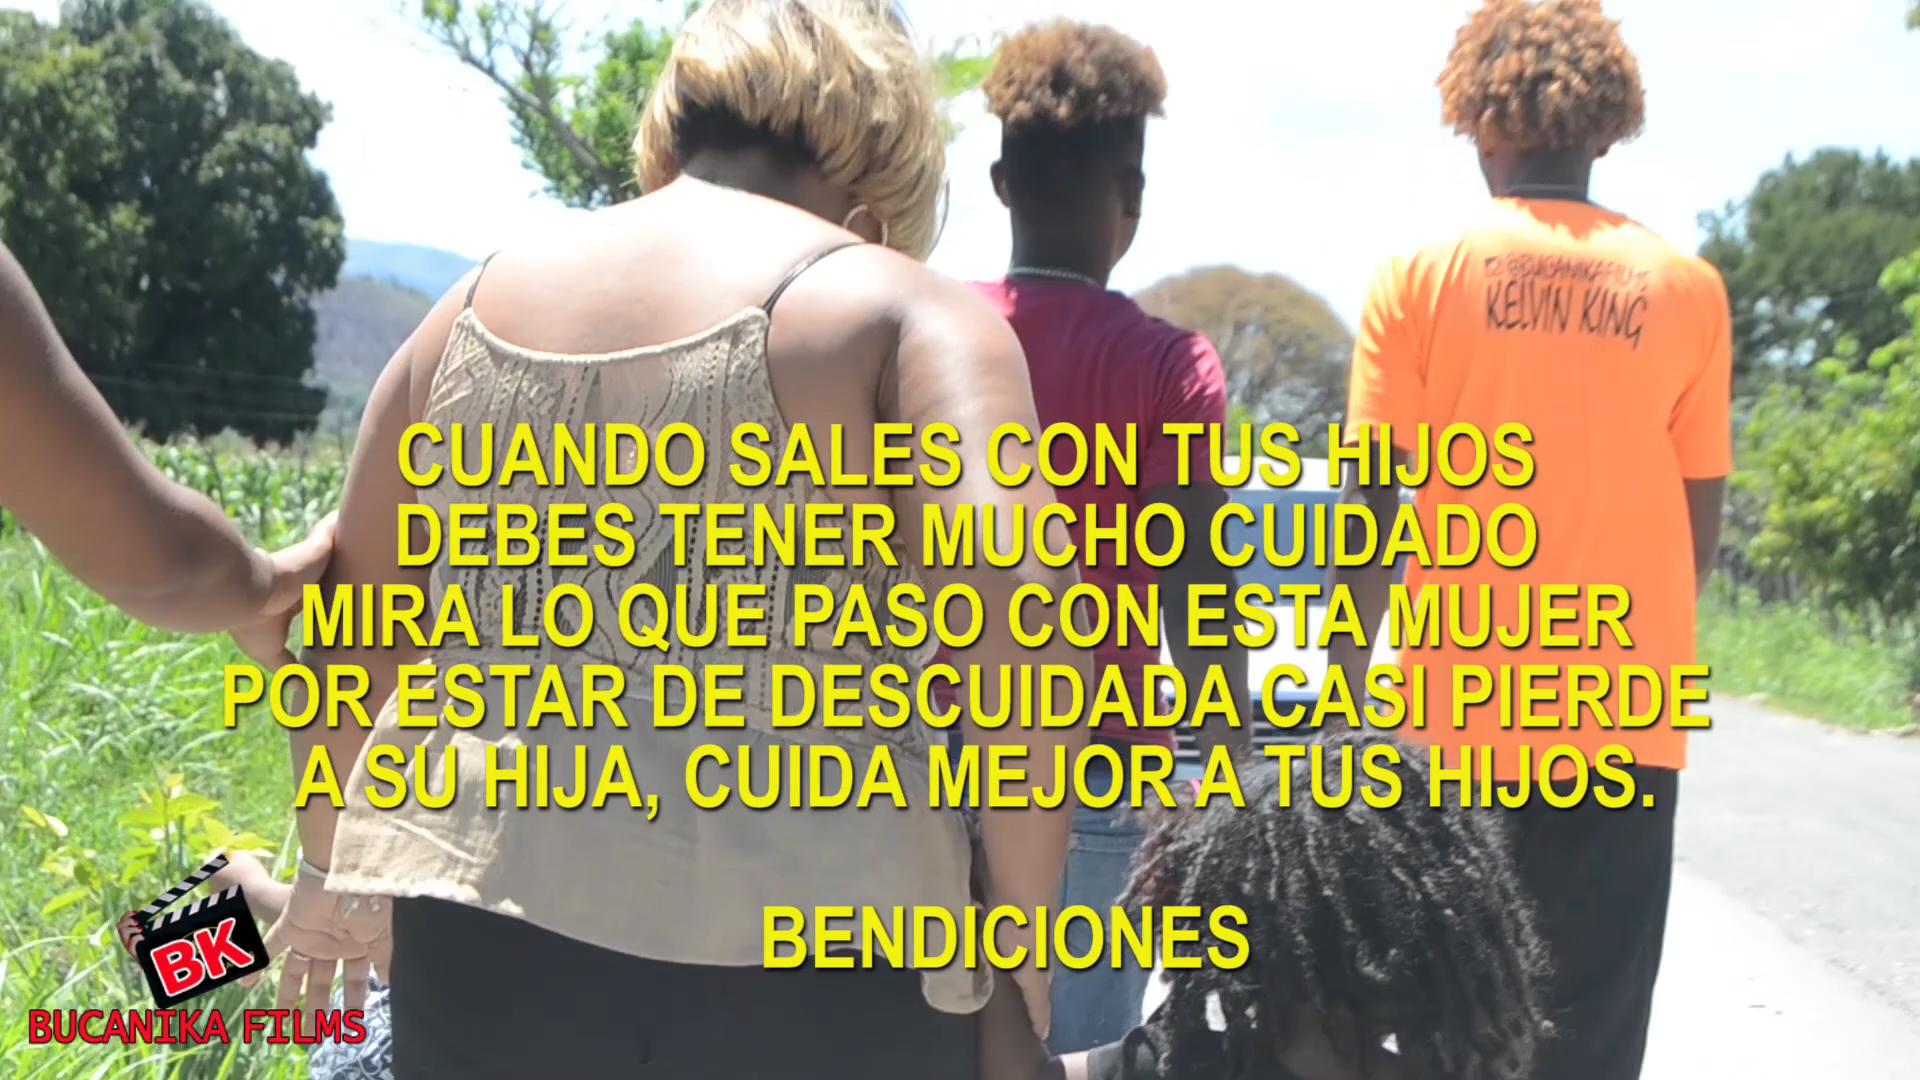 @BUCANIKAFILMS
KELVIN KING
CUANDO SALES CON TUS HIJOS
DEBES TENER MUCHO CUIDADO
MIRA LO QUE PASO CON ESTA MUJER
POR ESTAR DE DESCUIDADA CASI PIERDE
A SU HIJA, CUIDA MEJOR A TUS HIJOS.
BENDICIONES
BK
BUCANIKA FILMS